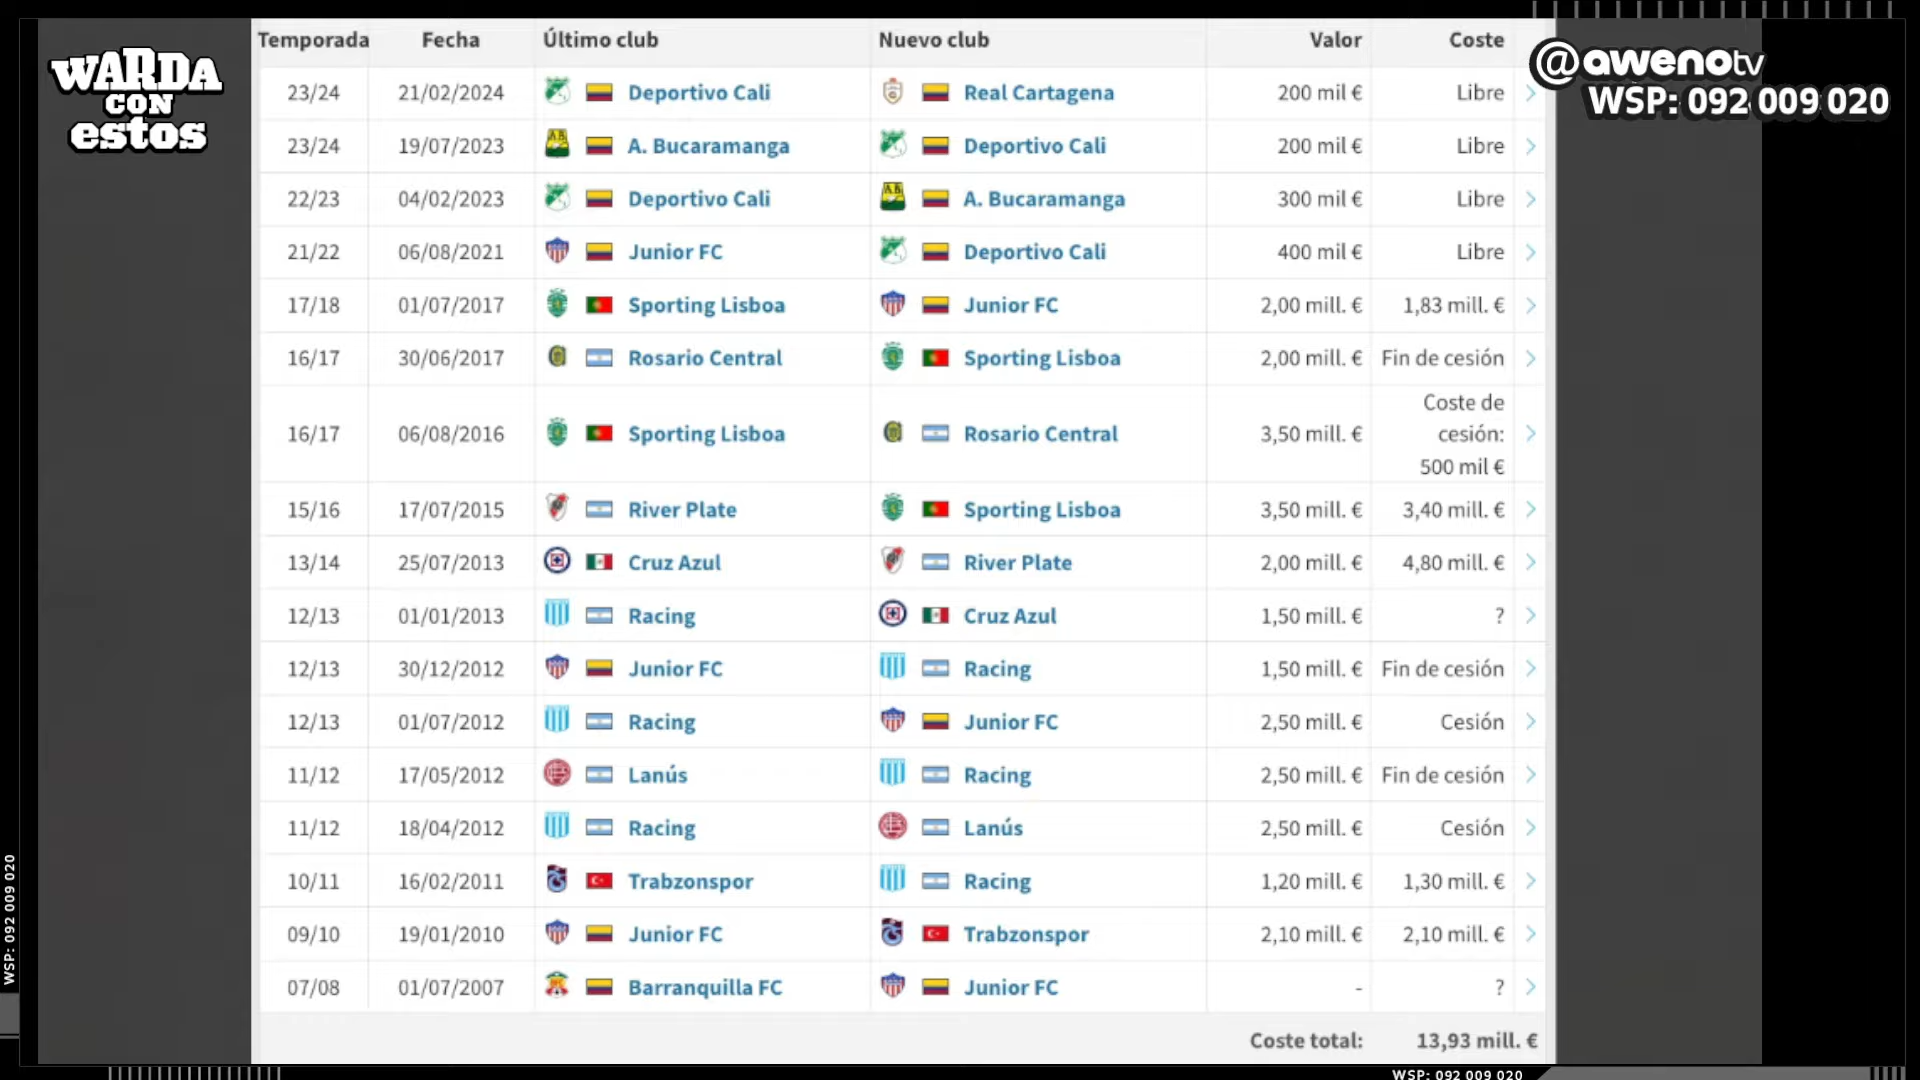 WARDA
CON
estos
@awenotv
WSP: 092 009 020
Temporada Fecha Último club Nuevo club Valor Coste
23/24 21/02/2024 Deportivo Cali Real Cartagena 200 mil € Libre
23/24 19/07/2023 A. Bucaramanga Deportivo Cali 200 mil € Libre
22/23 04/02/2023 Deportivo Cali A. Bucaramanga 300 mil € Libre
21/22 06/08/2021 Junior FC Deportivo Cali 400 mil € Libre
17/18 01/07/2017 Sporting Lisboa Junior FC 2,00 mill. € 1,83 mill. €
16/17 30/06/2017 Rosario Central Sporting Lisboa 2,00 mill. € Fin de cesión
16/17 06/08/2016 Sporting Lisboa Rosario Central 3,50 mill. € Coste de
cesión:
500 mil €
15/16 17/07/2015 River Plate Sporting Lisboa 3,50 mill. € 3,40 mill. €
13/14 25/07/2013 Cruz Azul River Plate 2,00 mill. € 4,80 mill. €
12/13 01/01/2013 Racing Cruz Azul 1,50 mill. € ?
12/13 30/12/2012 Junior FC Racing 1,50 mill. € Fin de cesión
12/13 01/07/2012 Racing Junior FC 2,50 mill. € Cesión
11/12 17/05/2012 Lanús Racing 2,50 mill. € Fin de cesión
11/12 18/04/2012 Racing Lanús 2,50 mill. € Cesión
10/11 16/02/2011 Trabzonspor Racing 1,20 mill. € 1,30 mill. €
09/10 19/01/2010 Junior FC Trabzonspor 2,10 mill. € 2,10 mill. €
07/08 01/07/2007 Barranquilla FC Junior FC - ?
Coste total: 13,93 mill. €
WSP: 092 009 020
WSP: 092 009 020